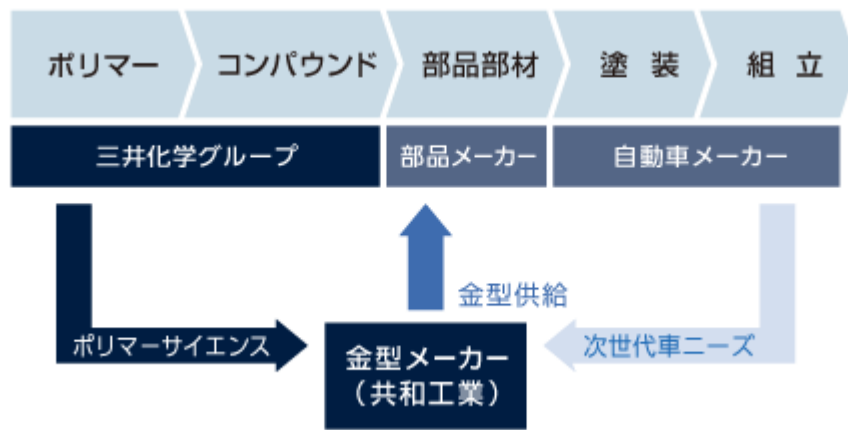 ポリマー
コンパウンド
部品部材
塗 装
組 立
三井化学グループ
部品メーカー
自動車メーカー
金型供給
ポリマーサイエンス
金型メーカー
（共和工業）
次世代車ニーズ